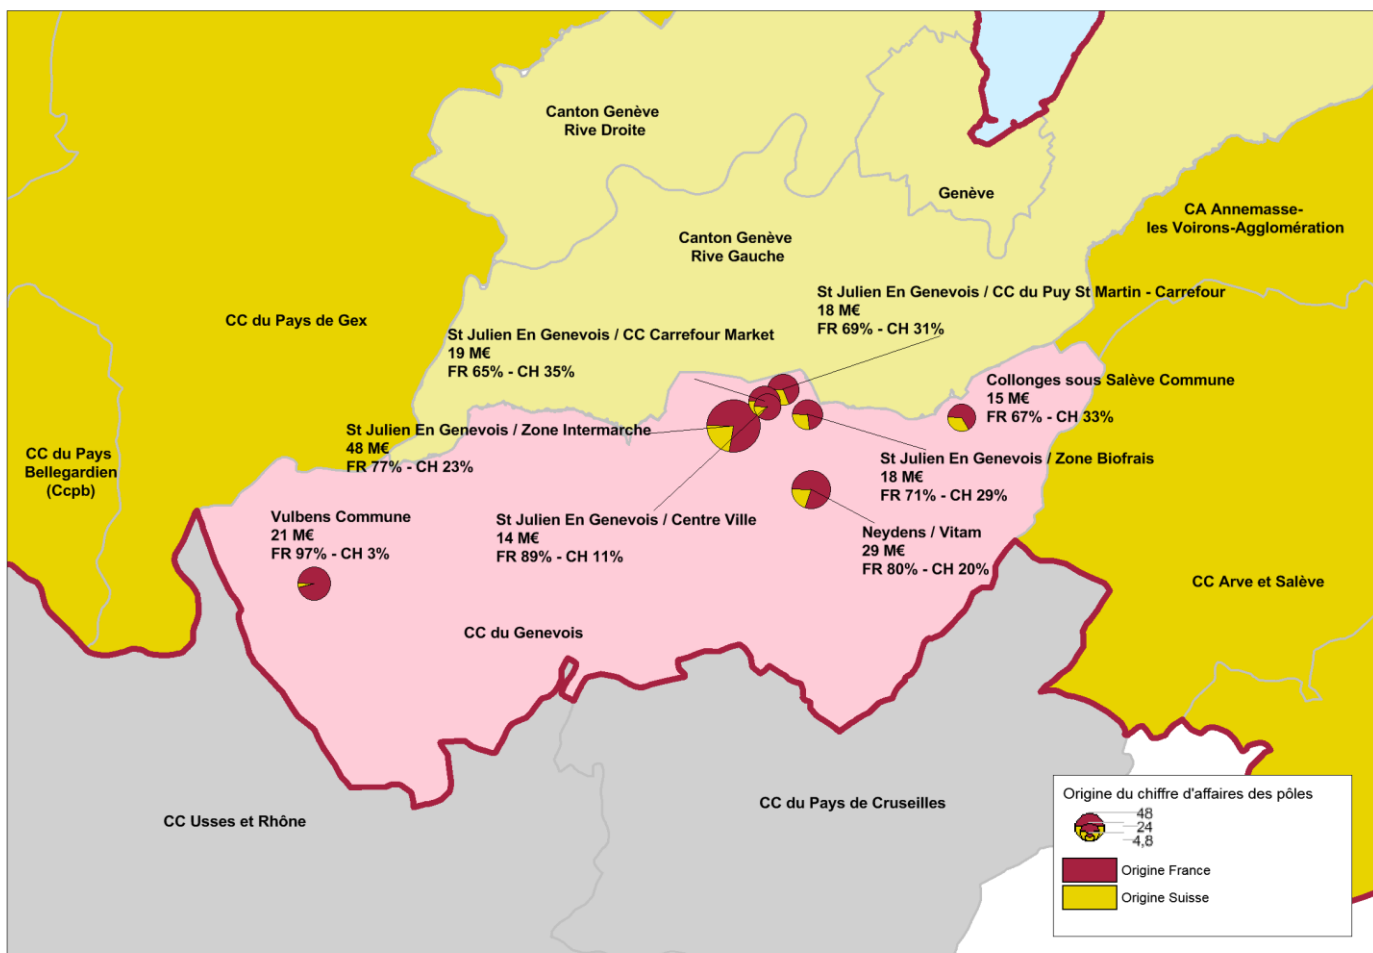 Canton Genève
Rive Droite
Genève
CA Annemasse-
les Voirons-Agglomération
Canton Genève
Rive Gauche
St Julien En Genevois / CC du Puy St Martin - Carrefour
18 M€
FR 69% - CH 31%
CC du Pays de Gex
St Julien En Genevois / CC Carrefour Market
19 M€
FR 65% - CH 35%
Collonges sous Salève Commune
15 M€
FR 67% - CH 33%
St Julien En Genevois / Zone Intermarche
48 M€
FR 77% - CH 23%
CC du Pays
Bellegardien
(Ccpb)
St Julien En Genevois / Zone Biofrais
18 M€
FR 71% - CH 29%
Vulbens Commune
21 M€
FR 97% - CH 3%
St Julien En Genevois / Centre Ville
14 M€
FR 89% - CH 11%
Neydens / Vitam
29 M€
FR 80% - CH 20%
CC Arve et Salève
CC du Genevois
CC du Pays de Cruseilles
CC Usses et Rhône
Origine du chiffre d'affaires des pôles
48
24
4,8
Origine France
Origine Suisse